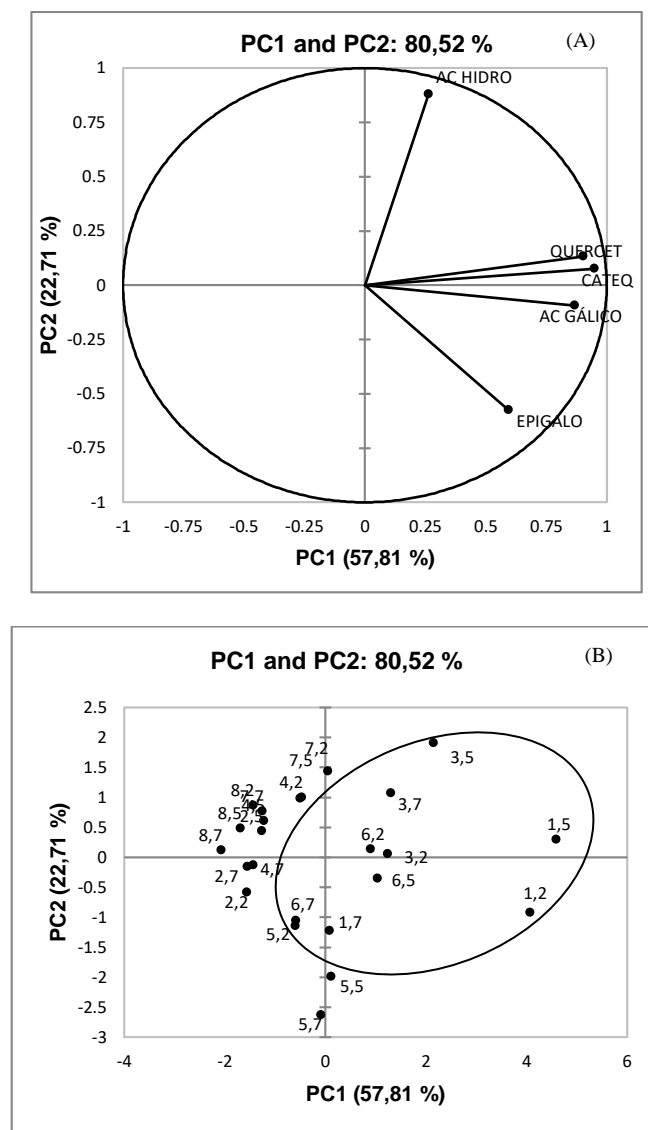 PC1 and PC2: 80,52 %
(A)
AC HIDRO
1
0.75
0.5
0.25
0
-0.25
-0.5
-0.75
-1
PC2 (22,71 %)
QUERCET
CATEQ
AC GÁLICO
EPIGALO
-1 -0.75 -0.5 -0.25 0 0.25 0.5 0.75 1
PC1 (57,81 %)
PC1 and PC2: 80,52 %
(B)
2.5
2
1.5
1
0.5
0
-0.5
-1
-1.5
-2
-2.5
-3
PC2 (22,71 %)
7,2
7,5
3,5
8,2
4,2
3,7
8,5
2,5
1,5
8,7
6,2
3,2
2,7
4,7
6,5
2,2
6,7
1,7
1,2
5,2
5,5
5,7
-4 -2 0 2 4 6
PC1 (57,81 %)